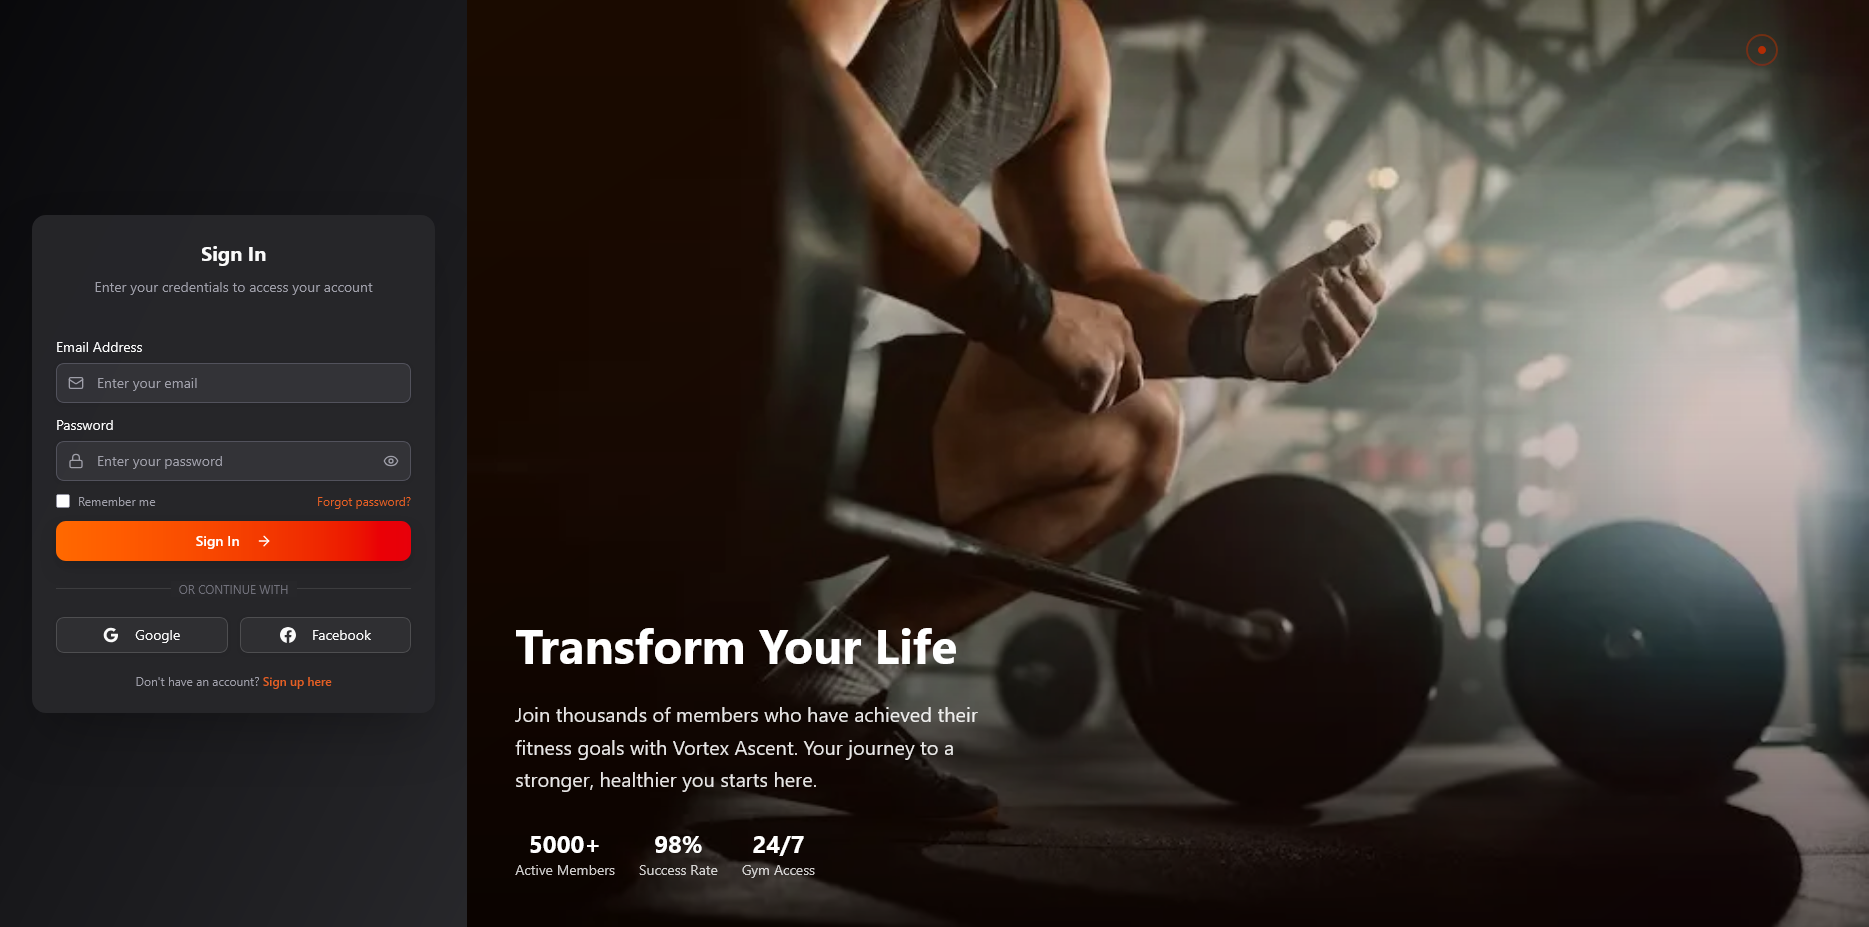 Sign In
Enter your credentials to access your account
Email Address
Enter your email
Password
Enter your password
Remember me
Forgot password?
Sign In
OR CONTINUE WITH
Google
Facebook
Don't have an account? Sign up here
Transform Your Life
Join thousands of members who have achieved their
fitness goals with Vortex Ascent. Your journey to a
stronger, healthier you starts here.
5000+
Active Members
98%
Success Rate
24/7
Gym Access